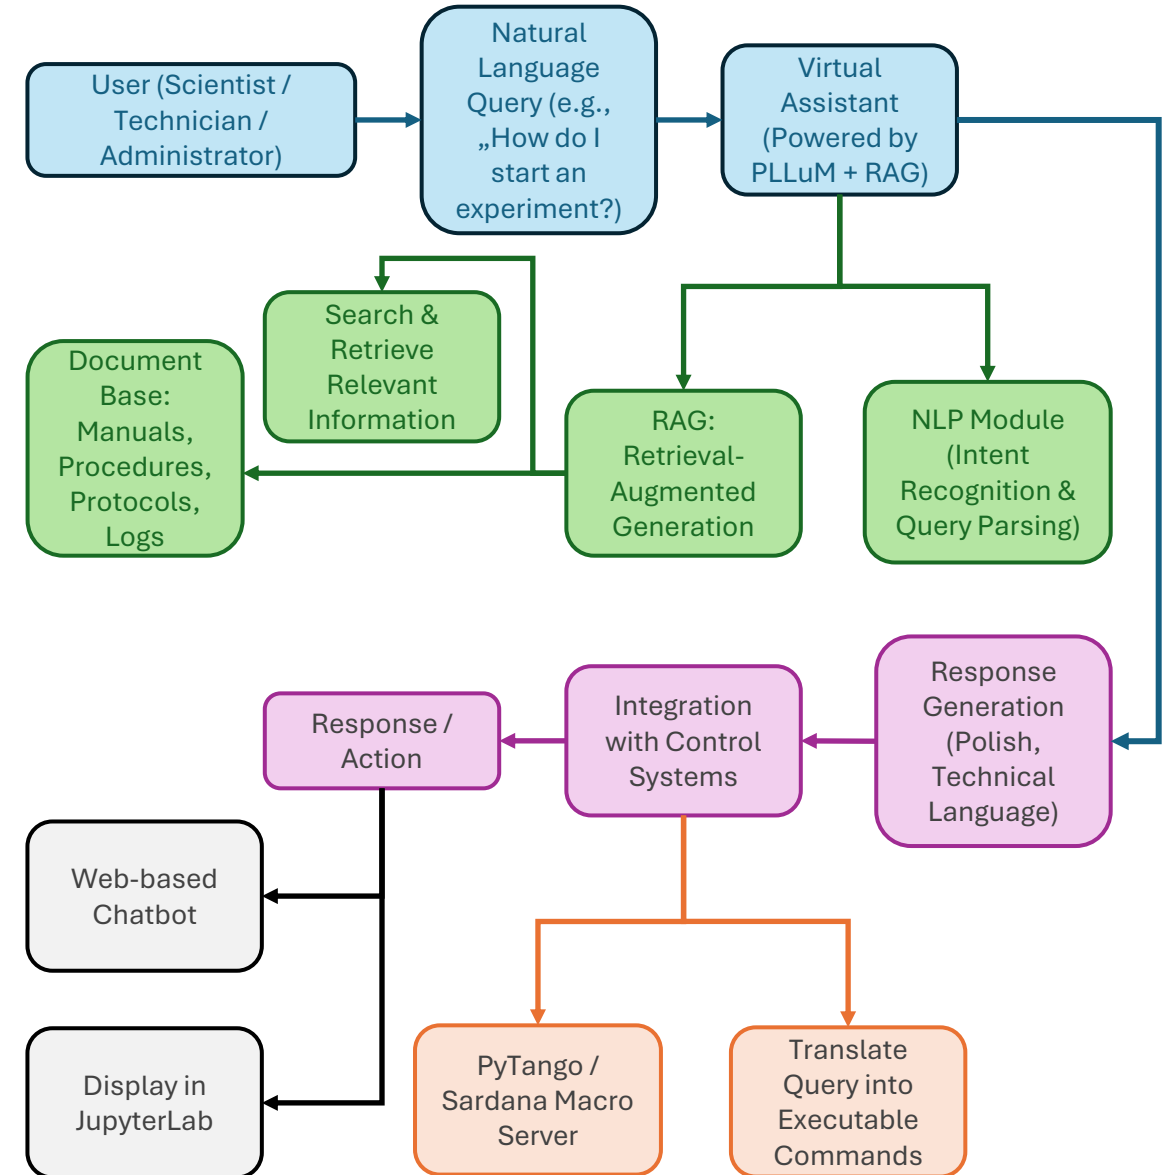 User (Scientist /
Technician /
Administrator)
Natural
Language
Query (e.g.,
„How do I
start an
experiment?)
Virtual
Assistant
(Powered by
PLLuM + RAG)
Search &
Retrieve
Relevant
Information
Document
Base:
Manuals,
Procedures,
Protocols,
Logs
RAG:
Retrieval-
Augmented
Generation
NLP Module
(Intent
Recognition &
Query Parsing)
Response
Generation
(Polish,
Technical
Language)
Integration
with Control
Systems
Response /
Action
Web-based
Chatbot
Display in
JupyterLab
PyTango /
Sardana Macro
Server
Translate
Query into
Executable
Commands